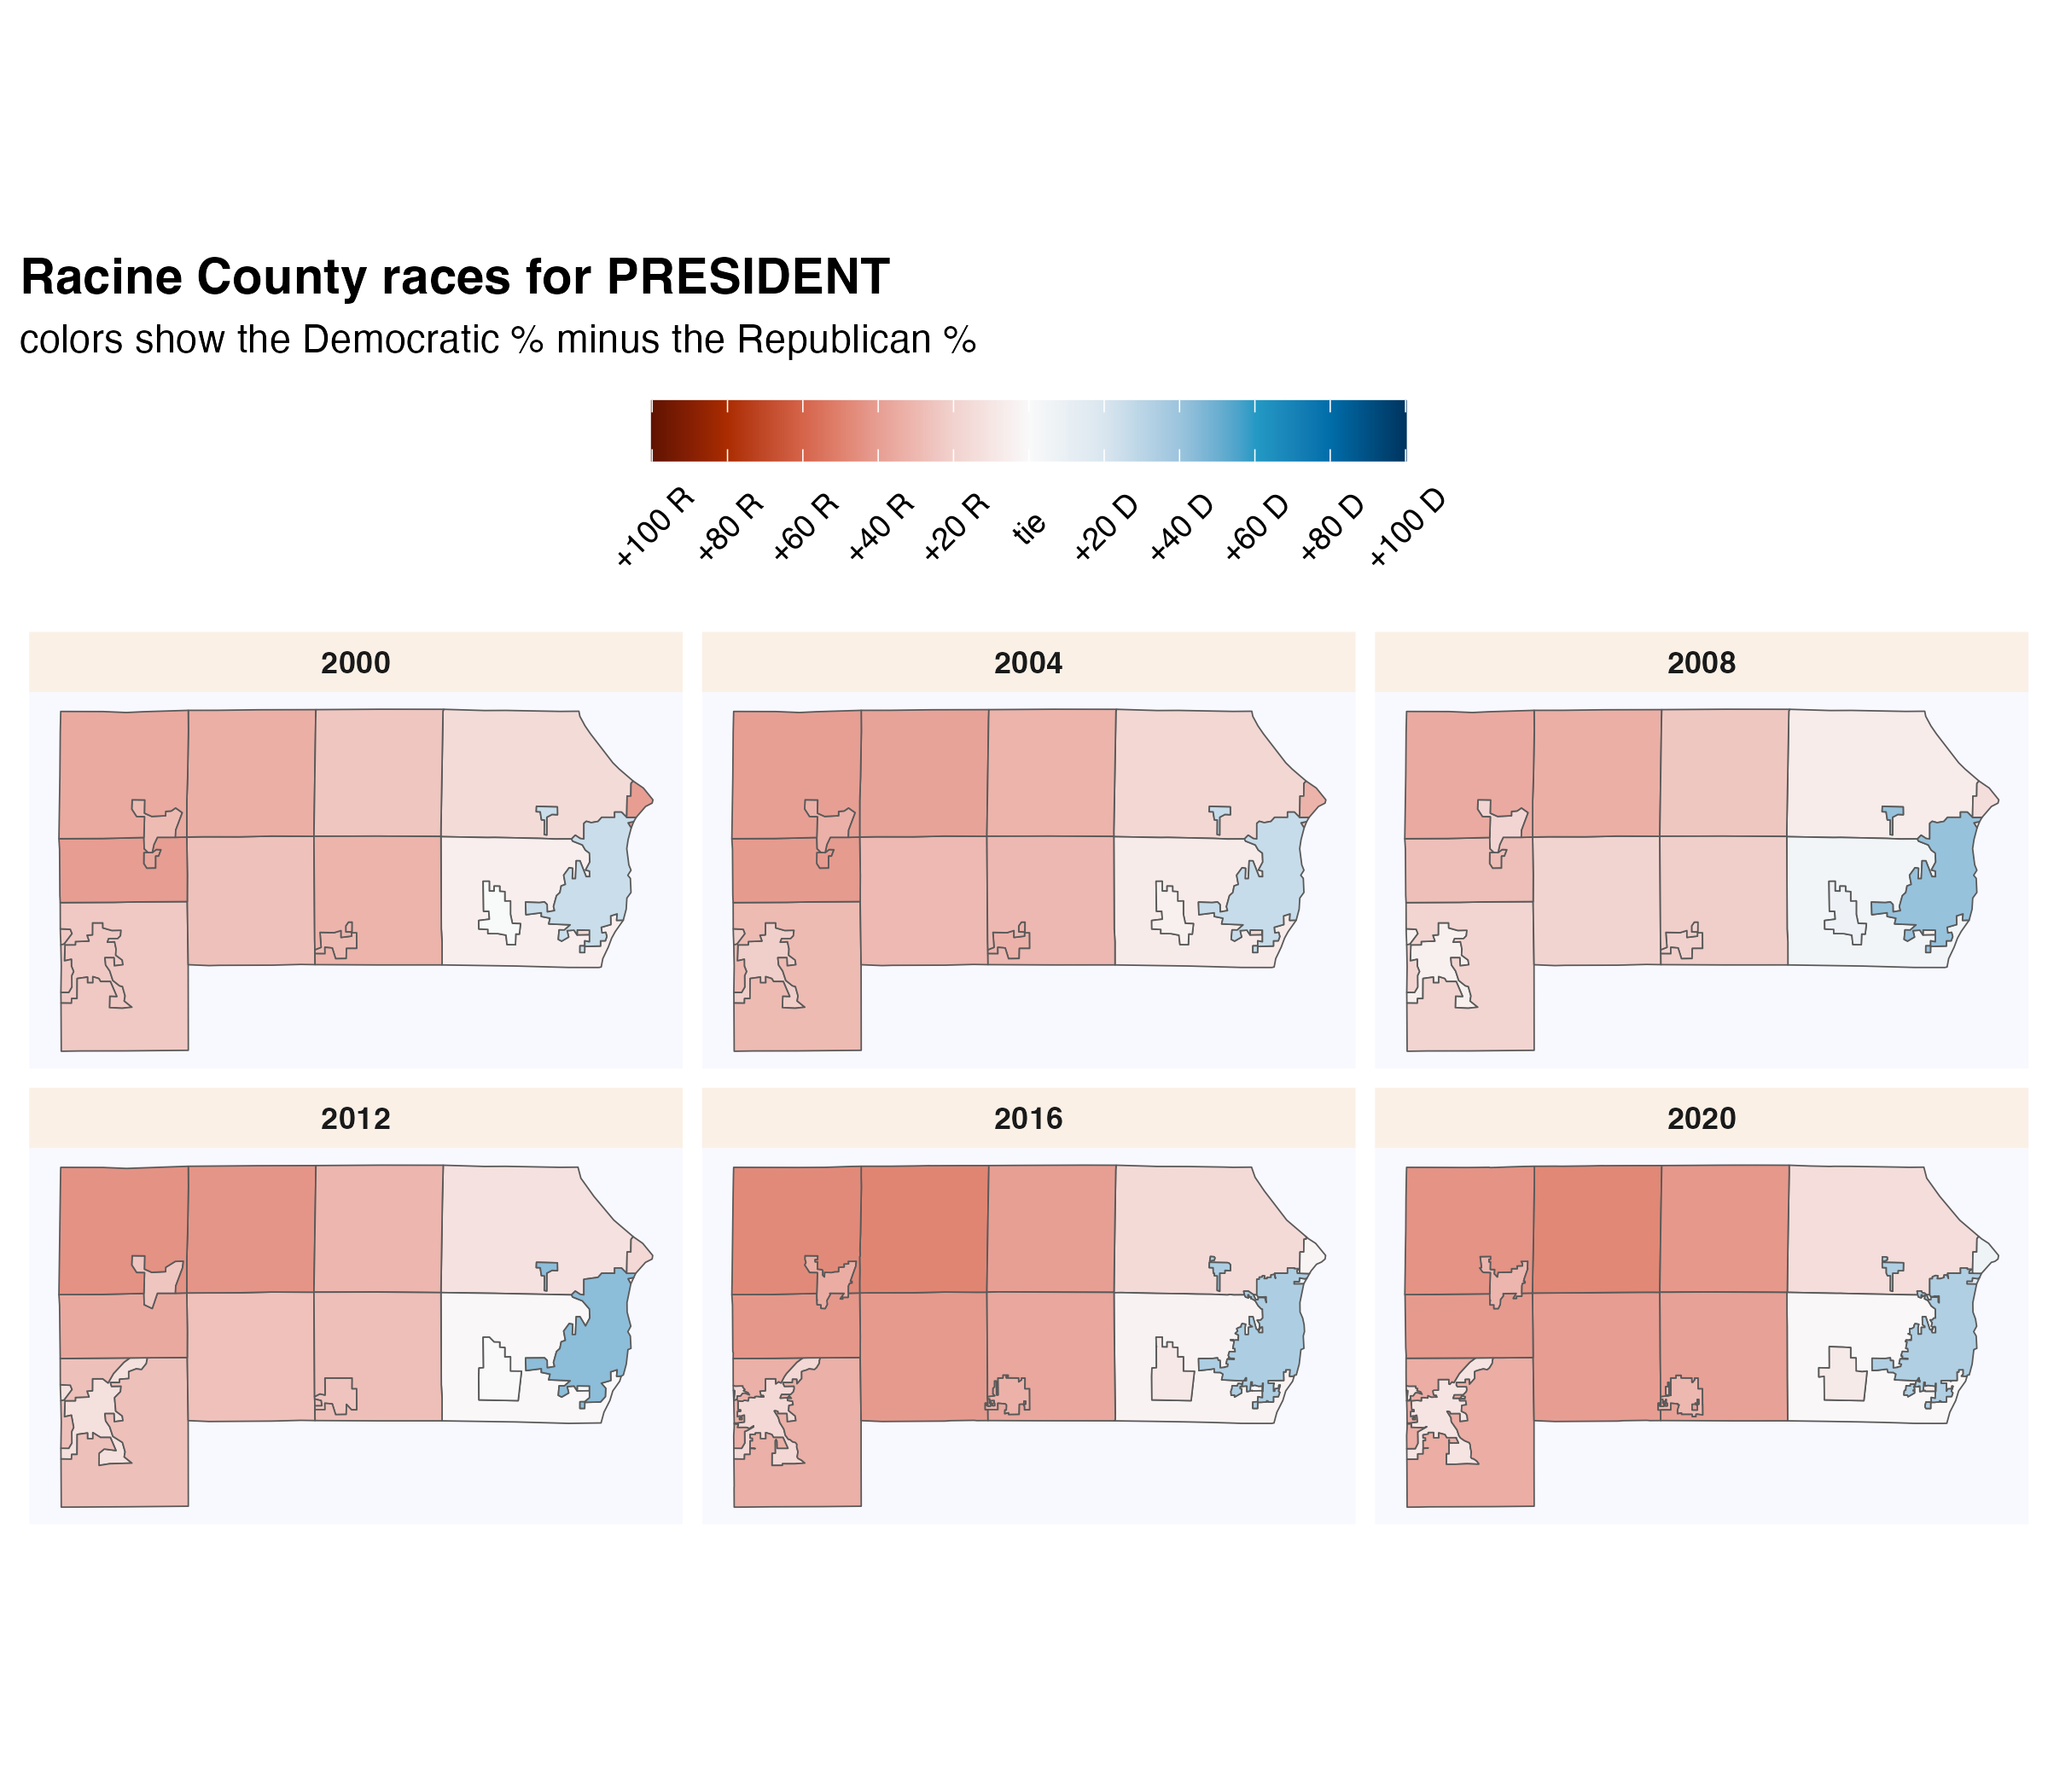 Racine County races for PRESIDENT
colors show the Democratic % minus the Republican %
+100 R
+80 R
+60 R
+40 R
+20 R
tie
+20 D
+40 D
+60 D
+80 D
+100 D
2000
2004
2008
2012
2016
2020